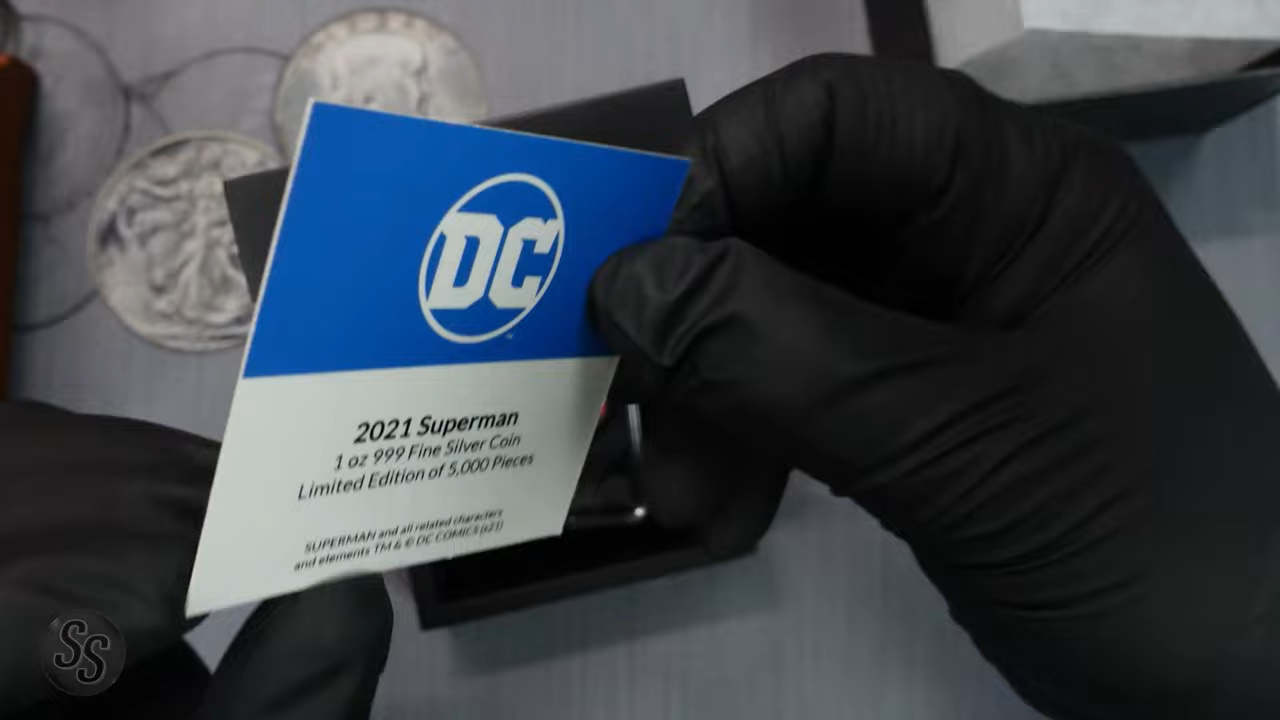 DC
2021 Superman
1 oz 999 Fine Silver Coin
Limited Edition of 5,000 Pieces
SUPERMAN and all related characters
and elements TM & © DC COMICS (s21)
SS